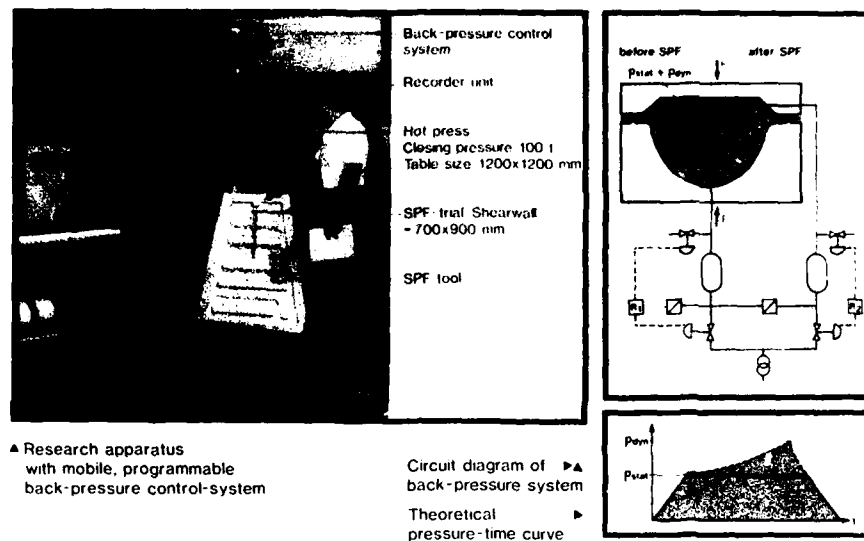 Back-pressure control
system
Recorder unit
Hot press
Closing pressure 100 t
Table size 1200x1200 mm
SPF-trial Shearwall
~700x900 mm
SPF tool
before SPF
after SPF
Pstat + Pdyn
R1
R2
Pdyn
Pstat
t
▲ Research apparatus
with mobile, programmable
back-pressure control-system
Circuit diagram of ▶▲
back-pressure system
Theoretical ▶
pressure-time curve